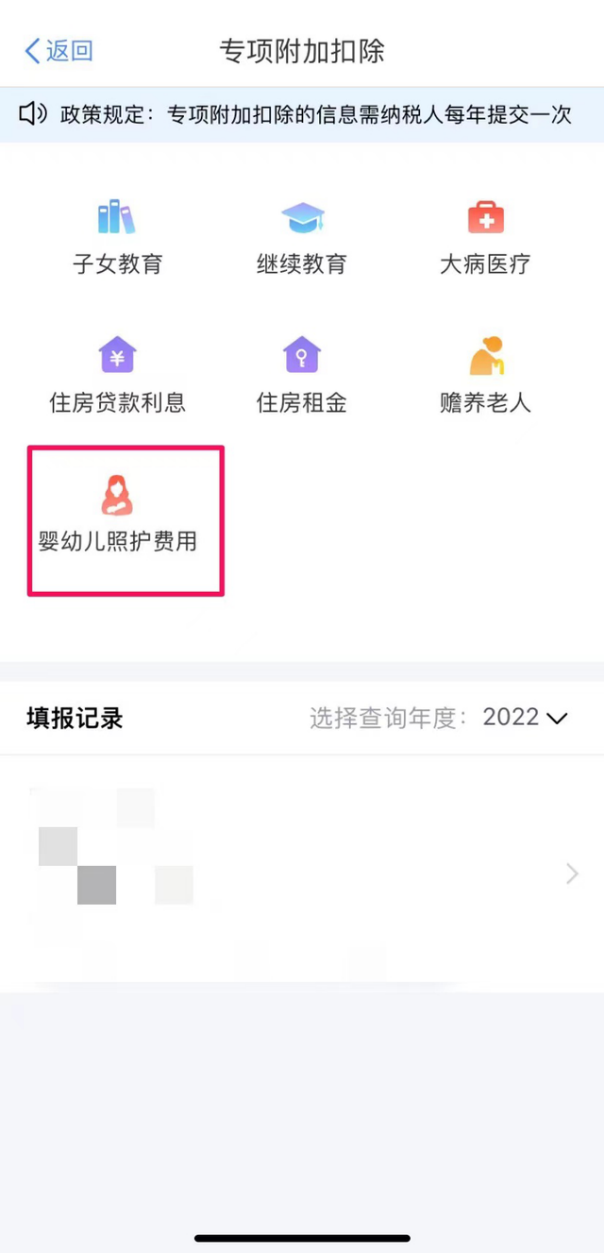 返回
专项附加扣除
政策规定：专项附加扣除的信息需纳税人每年提交一次
子女教育 继续教育 大病医疗
住房贷款利息 住房租金 赡养老人
婴幼儿照护费用
填报记录 选择查询年度：2022